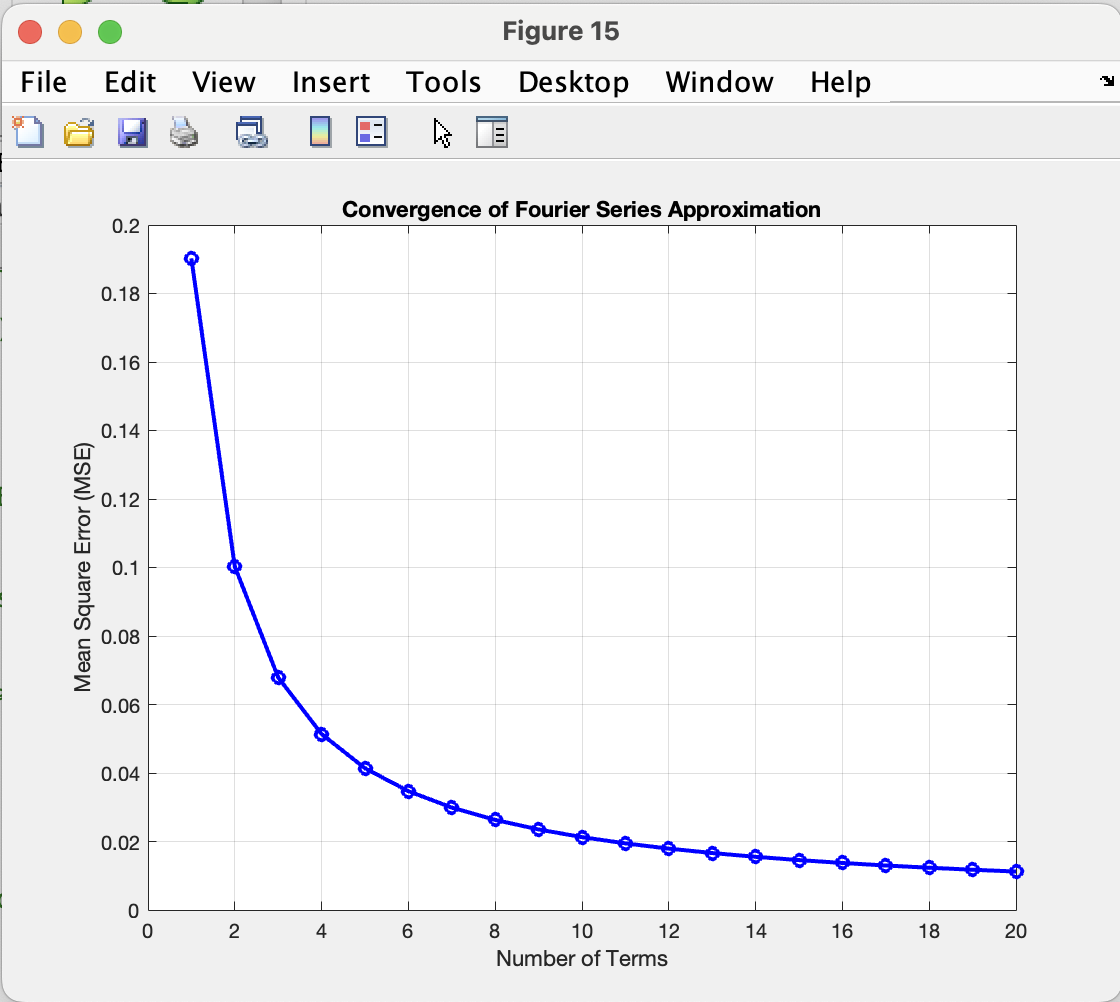 Figure 15
File Edit View Insert Tools Desktop Window Help
Convergence of Fourier Series Approximation
Mean Square Error (MSE)
0.2
0.18
0.16
0.14
0.12
0.1
0.08
0.06
0.04
0.02
0
0 2 4 6 8 10 12 14 16 18 20
Number of Terms